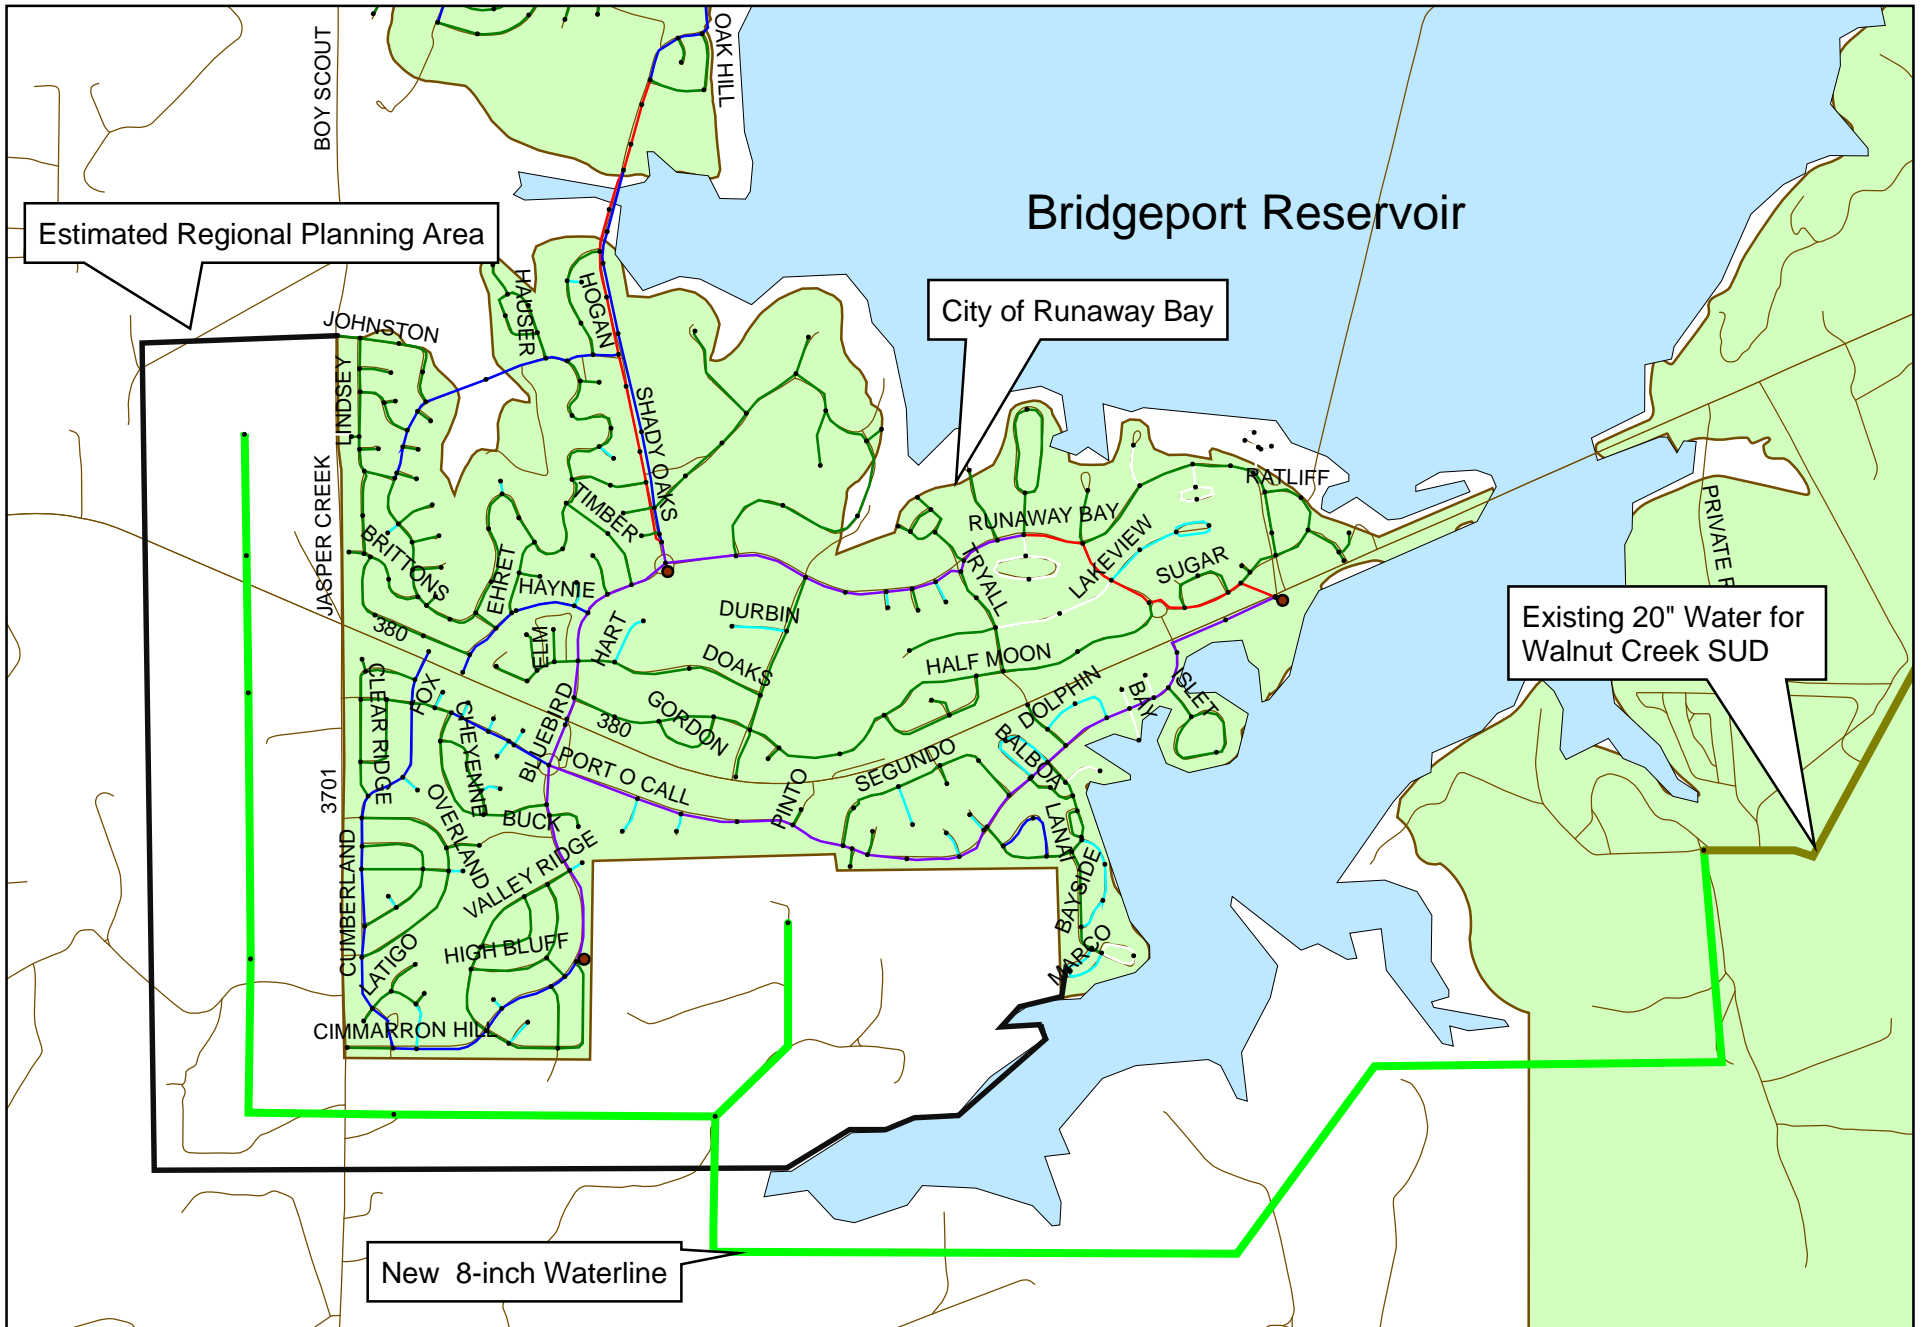 OAK HILL
BOY SCOUT
Bridgeport Reservoir
Estimated Regional Planning Area
City of Runaway Bay
JOHNSTON
HAUSER
HOGAN
LINDSEY
SHADY OAKS
JASPER CREEK
TIMBER
BRITTONS
EHRET
HAYNIE
RUNAWAY BAY
RATLIFF
TRYALL
LAKEVIEW
SUGAR
PRIVATE R
Existing 20" Water for
Walnut Creek SUD
380
ELM
HART
DURBIN
DOAKS
HALF MOON
DOLPHIN
BAY
ISLET
CLEAR RIDGE
FOX
CHEYENNE
BLUEBIRD
380
GORDON
PORT O CALL
PINTO
SEGUNDO
BALBOA
3701
OVERLAND
BUCK
LANAI
VALLEY RIDGE
CUMBERLAND
BAYSIDE
LATIGO
HIGH BLUFF
MARCO
CIMMARRON HILL
New 8-inch Waterline